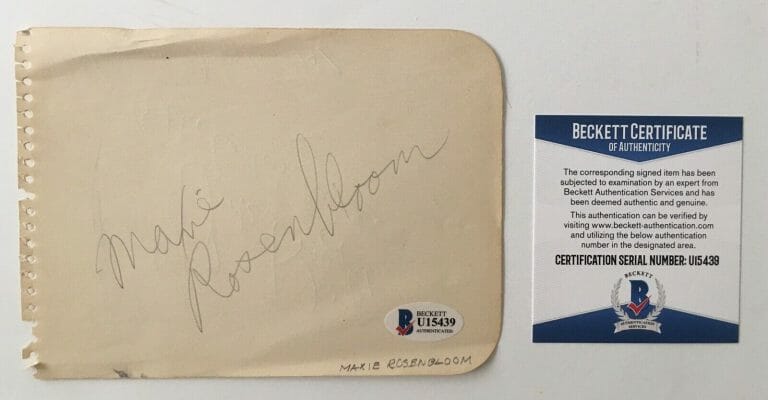 Maxie
Rosenbloom
BECKETT
U15439
AUTHENTICATED
MAXIE ROSENBLOOM
BECKETT CERTIFICATE
OF AUTHENTICITY
The corresponding signed item has been
subjected to examination by an expert from
Beckett Authentication Services and has
been deemed authentic and genuine.
This authentication can be verified by
visiting www.beckett-authentication.com
and utilizing the below authentication
number in the designated area.
CERTIFICATION SERIAL NUMBER: U15439
BECKETT
B
AUTHENTICATION
SERVICES